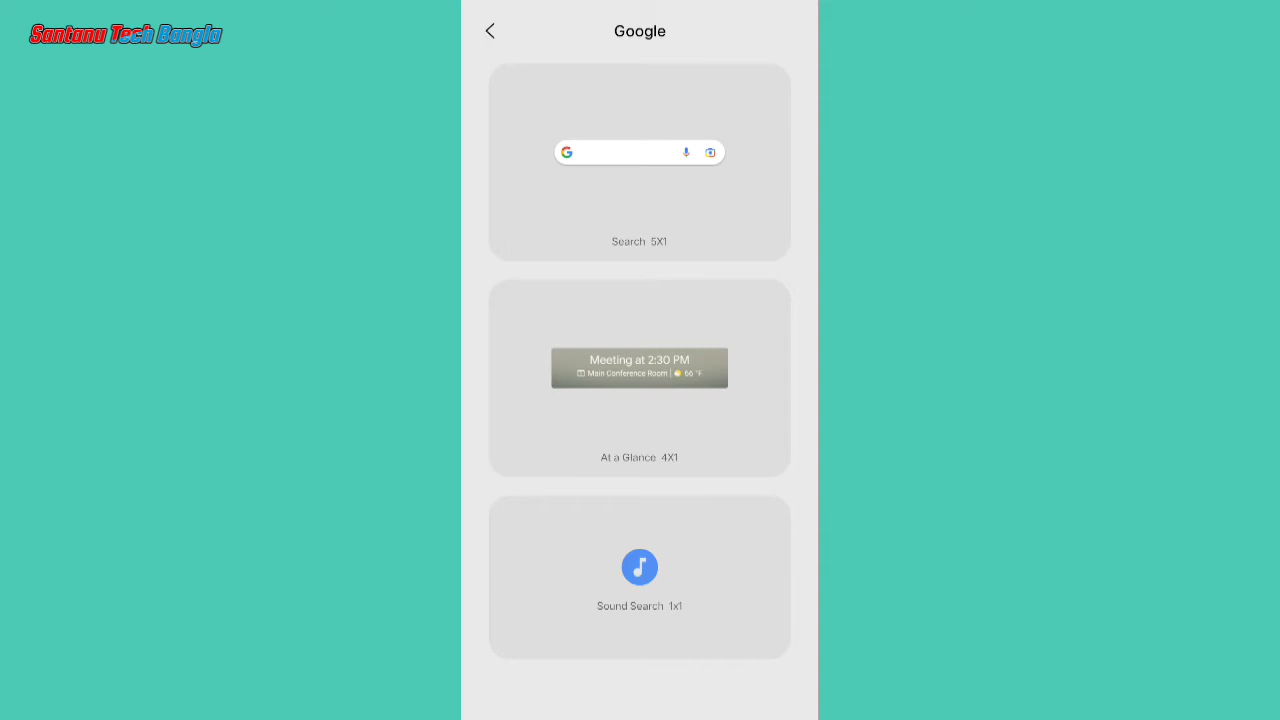 Santanu Tech Bangla
Google
Search 5X1
Meeting at 2:30 PM
Main Conference Room | 66 °F
At a Glance 4X1
Sound Search 1x1